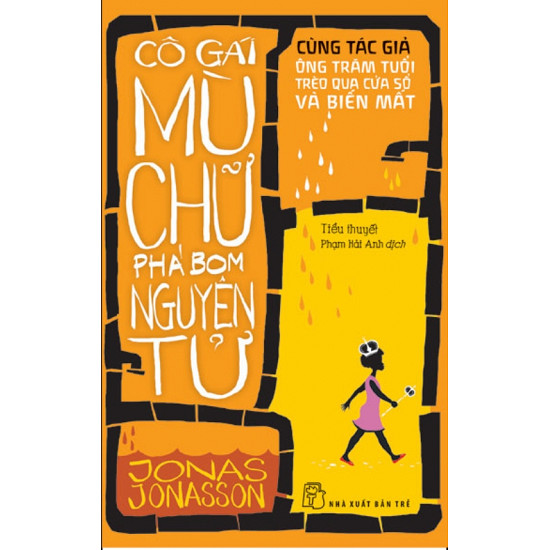 CÔ GÁI
MÙ
CHỮ
PHÁ BOM
NGUYÊN
TỬ
CÙNG TÁC GIẢ
ÔNG TRĂM TUỔI
TRÈO QUA CỬA SỔ
VÀ BIẾN MẤT
Tiểu thuyết
Phạm Hải Anh dịch
JONAS
JONASSON
NHÀ XUẤT BẢN TRẺ